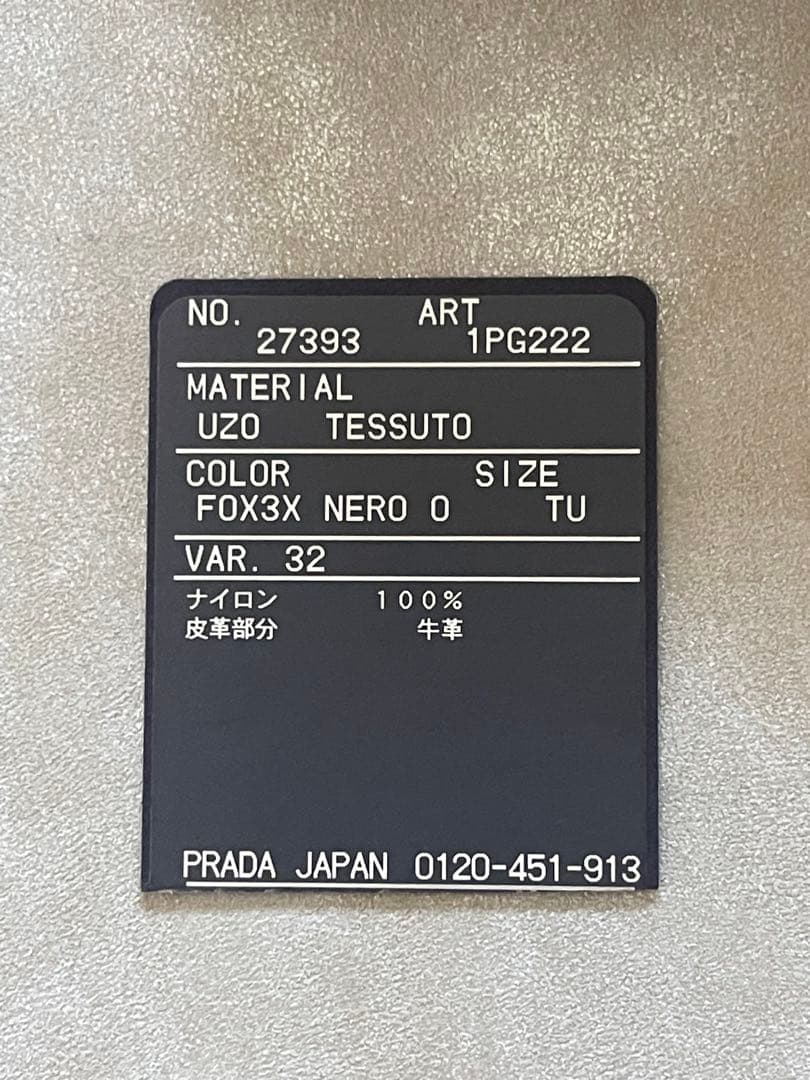 NO. ART
27393 1PG222
MATERIAL
UZO TESSUTO
COLOR SIZE
F0X3X NERO O TU
VAR. 32
ナイロン 100%
皮革部分 牛革
PRADA JAPAN 0120-451-913